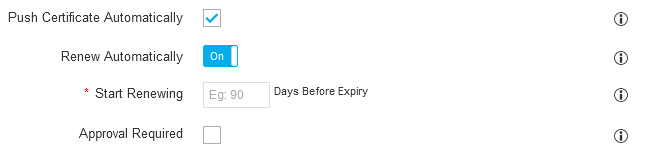 Push Certificate Automatically
Renew Automatically On
* Start Renewing Eg: 90 Days Before Expiry
Approval Required